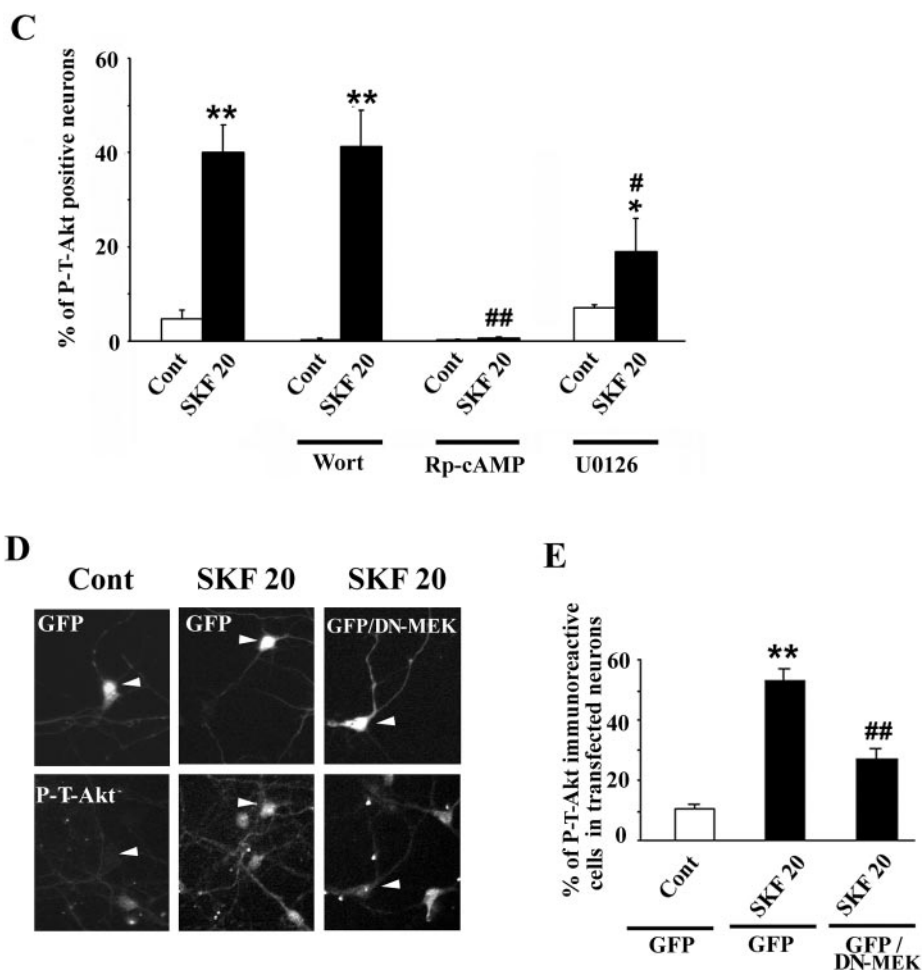 C
% of P-T-Akt positive neurons
60
40
20
0
**
**
##
#
*
Cont
SKF 20
Cont
SKF 20
Cont
SKF 20
Cont
SKF 20
Wort
Rp-cAMP
U0126
D
Cont
SKF 20
SKF 20
GFP
GFP
GFP/DN-MEK
P-T-Akt
E
% of P-T-Akt immunoreactive
cells in transfected neurons
60
40
20
0
**
##
Cont
SKF 20
SKF 20
GFP
GFP
GFP /
DN-MEK